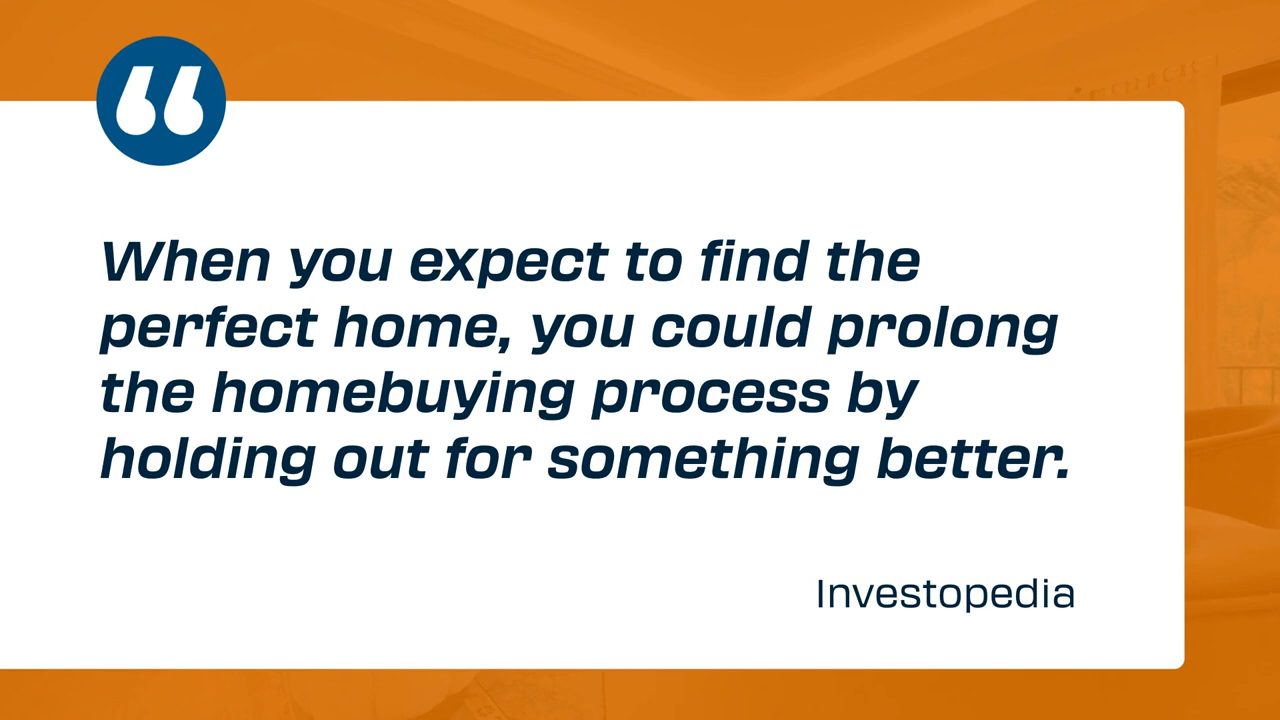 “
When you expect to find the
perfect home, you could prolong
the homebuying process by
holding out for something better.
Investopedia